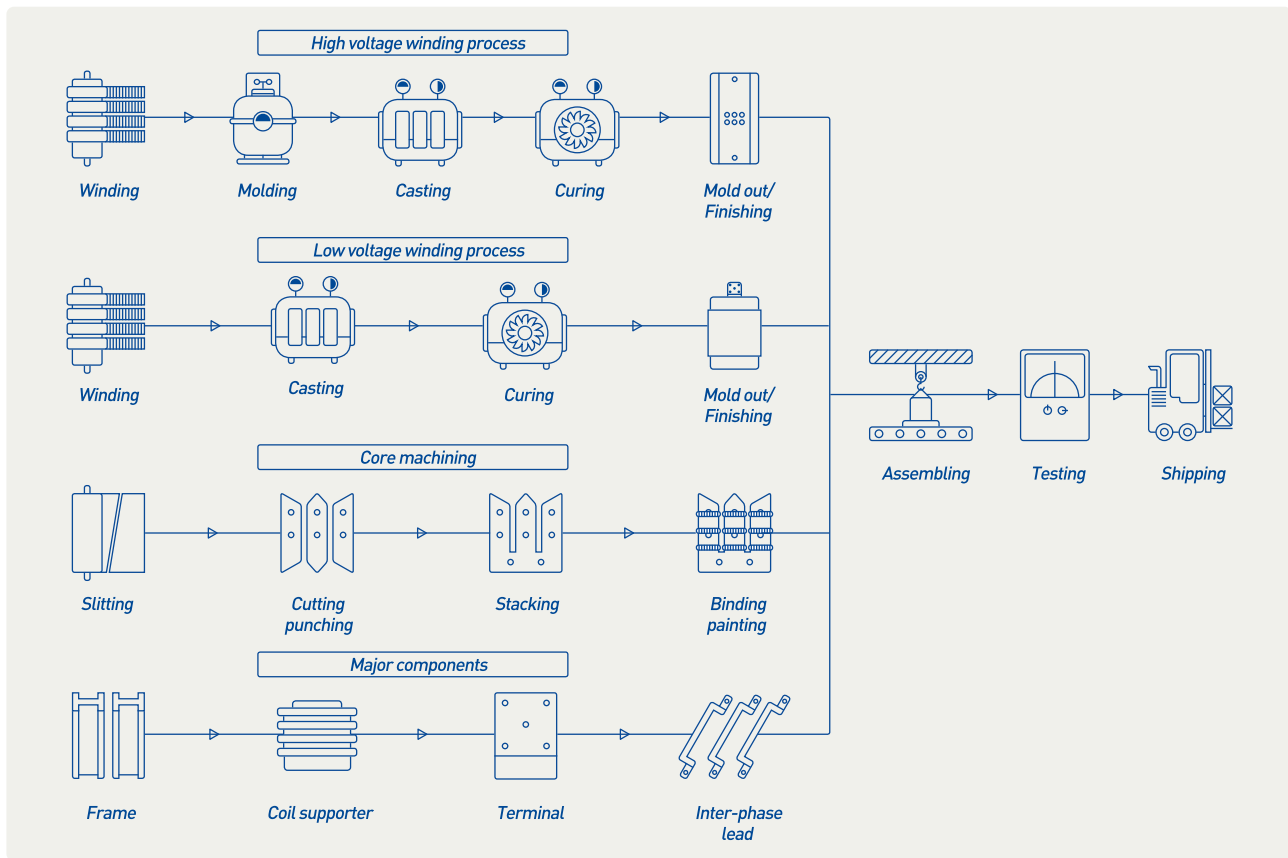 High voltage winding process
Winding
Molding
Casting
Curing
Mold out/
Finishing
Low voltage winding process
Winding
Casting
Curing
Mold out/
Finishing
Core machining
Slitting
Cutting
punching
Stacking
Binding
painting
Major components
Frame
Coil supporter
Terminal
Inter-phase
lead
Assembling
Testing
Shipping